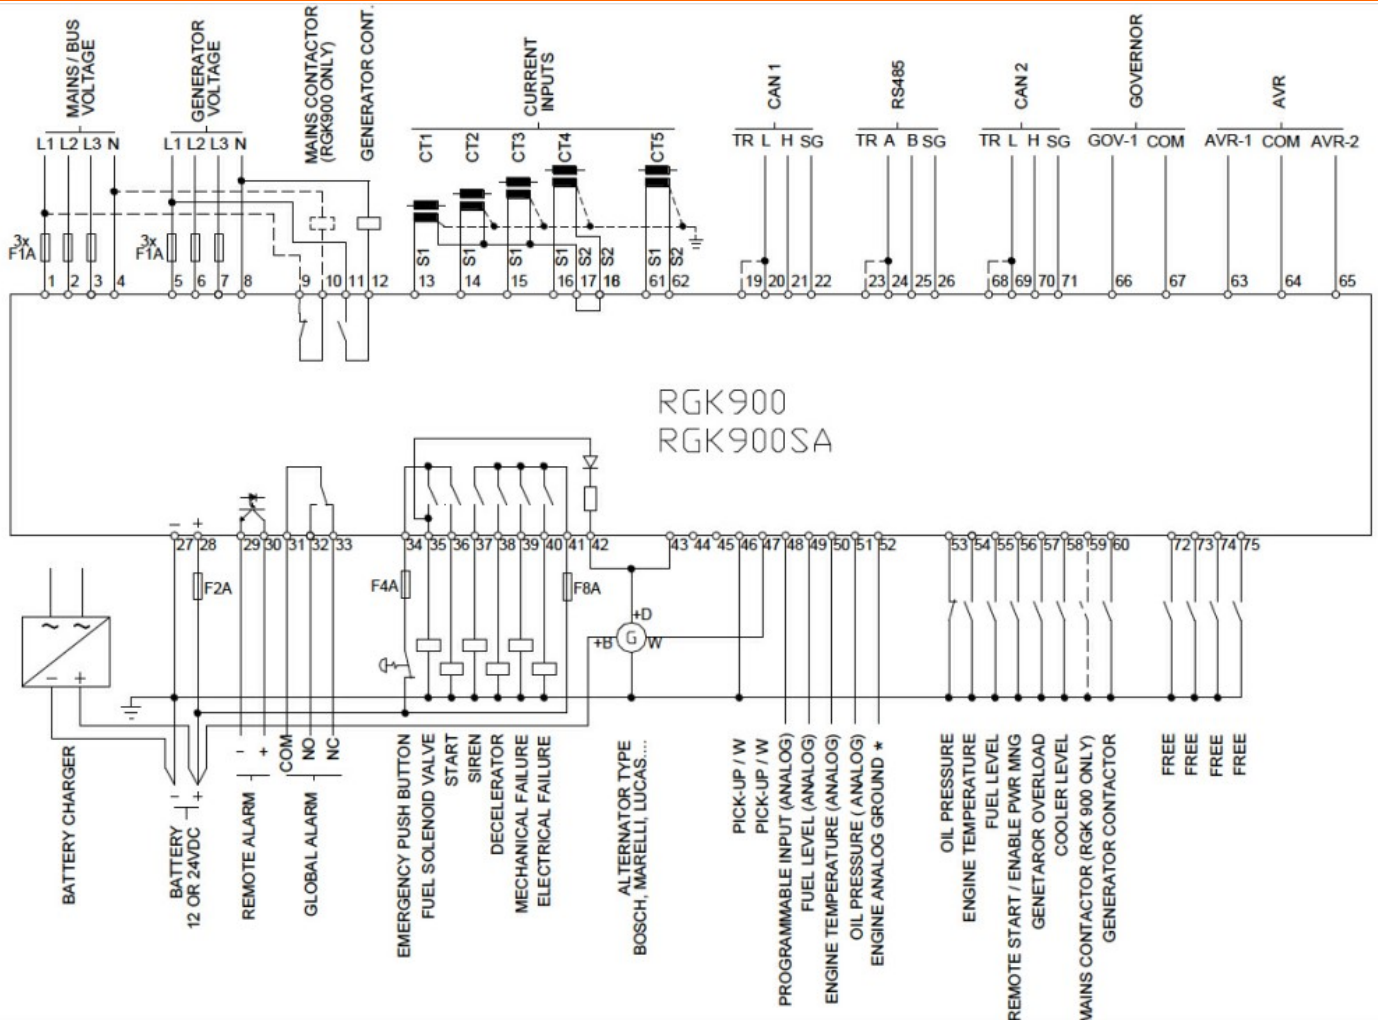 MAINS / BUS
VOLTAGE
GENERATOR
VOLTAGE
MAINS CONTACTOR
(RGK900 ONLY)
GENERATOR CONT.
CURRENT
INPUTS
CAN 1
RS485
CAN 2
GOVERNOR
AVR
L1 L2 L3 N
L1 L2 L3 N
CT1
CT2
CT3
CT4
CT5
TR L H SG
TR A B SG
TR L H SG
GOV-1 COM
AVR-1 COM AVR-2
3x
F1A
3x
F1A
S1
S1
S1
S1
S2
S2
S1
S2
1 2 3 4 5 6 7 8 9 10 11 12 13 14 15 16 17 18 61 62 19 20 21 22 23 24 25 26 68 69 70 71 66 67 63 64 65
RGK900
RGK900SA
- +
27 28 29 30 31 32 33 34 35 36 37 38 39 40 41 42 43 44 45 46 47 48 49 50 51 52 53 54 55 56 57 58 59 60 72 73 74 75
F2A
F4A
F8A
~ ~
- +
+D
+B G W
BATTERY CHARGER
- +
BATTERY
12 OR 24VDC
- +
REMOTE ALARM
COM
NO
NC
GLOBAL ALARM
EMERGENCY PUSH BUTTON
FUEL SOLENOID VALVE
START
SIREN
DECELERATOR
MECHANICAL FAILURE
ELECTRICAL FAILURE
ALTERNATOR TYPE
BOSCH, MARELLI, LUCAS....
PICK-UP / W
PICK-UP / W
PROGRAMMABLE INPUT (ANALOG)
FUEL LEVEL (ANALOG)
ENGINE TEMPERATURE (ANALOG)
OIL PRESSURE ( ANALOG)
ENGINE ANALOG GROUND *
OIL PRESSURE
ENGINE TEMPERATURE
FUEL LEVEL
REMOTE START / ENABLE PWR MNG
GENETAROR OVERLOAD
COOLER LEVEL
MAINS CONTACTOR (RGK 900 ONLY)
GENERATOR CONTACTOR
FREE
FREE
FREE
FREE